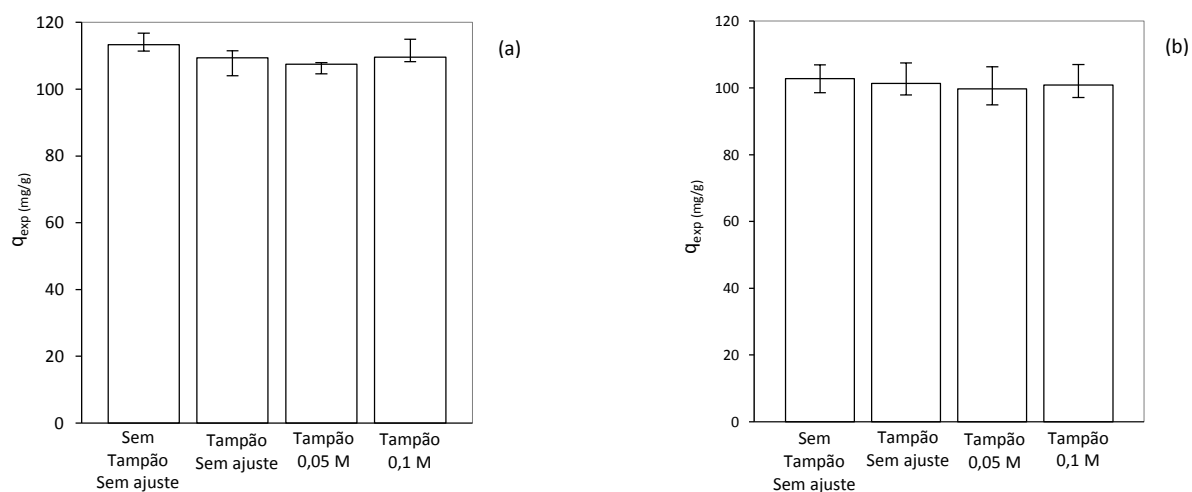 120
100
80
60
40
20
0
q_exp (mg/g)
(a)
Sem
Tampão
Sem ajuste
Tampão
Sem ajuste
Tampão
0,05 M
Tampão
0,1 M
120
100
80
60
40
20
0
q_exp (mg/g)
(b)
Sem
Tampão
Sem ajuste
Tampão
Sem ajuste
Tampão
0,05 M
Tampão
0,1 M